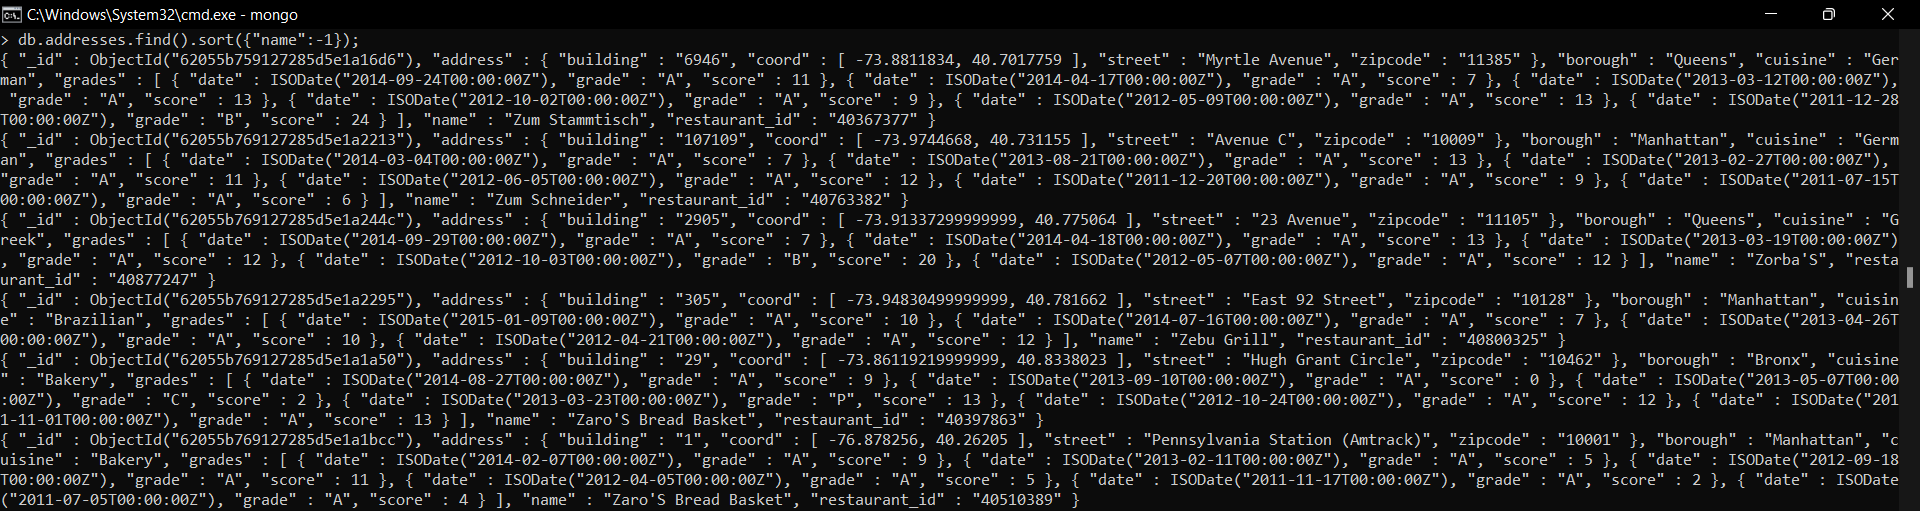 C:\Windows\System32\cmd.exe - mongo
> db.addresses.find().sort({"name":-1});
{ "_id" : ObjectId("62055b759127285d5e1a16d6"), "address" : { "building" : "6946", "coord" : [ -73.8811834, 40.7017759 ], "street" : "Myrtle Avenue", "zipcode" : "11385" }, "borough" : "Queens", "cuisine" : "Ger
man", "grades" : [ { "date" : ISODate("2014-09-24T00:00:00Z"), "grade" : "A", "score" : 11 }, { "date" : ISODate("2014-04-17T00:00:00Z"), "grade" : "A", "score" : 7 }, { "date" : ISODate("2013-03-12T00:00:00Z"),
 "grade" : "A", "score" : 13 }, { "date" : ISODate("2012-10-02T00:00:00Z"), "grade" : "A", "score" : 9 }, { "date" : ISODate("2012-05-09T00:00:00Z"), "grade" : "A", "score" : 13 }, { "date" : ISODate("2011-12-28
T00:00:00Z"), "grade" : "B", "score" : 24 } ], "name" : "Zum Stammtisch", "restaurant_id" : "40367377" }
{ "_id" : ObjectId("62055b769127285d5e1a2213"), "address" : { "building" : "107109", "coord" : [ -73.9744668, 40.731155 ], "street" : "Avenue C", "zipcode" : "10009" }, "borough" : "Manhattan", "cuisine" : "Germ
an", "grades" : [ { "date" : ISODate("2014-03-04T00:00:00Z"), "grade" : "A", "score" : 7 }, { "date" : ISODate("2013-08-21T00:00:00Z"), "grade" : "A", "score" : 13 }, { "date" : ISODate("2013-02-27T00:00:00Z"),
"grade" : "A", "score" : 11 }, { "date" : ISODate("2012-06-05T00:00:00Z"), "grade" : "A", "score" : 12 }, { "date" : ISODate("2011-12-20T00:00:00Z"), "grade" : "A", "score" : 9 }, { "date" : ISODate("2011-07-15T
00:00:00Z"), "grade" : "A", "score" : 6 } ], "name" : "Zum Schneider", "restaurant_id" : "40763382" }
{ "_id" : ObjectId("62055b769127285d5e1a244c"), "address" : { "building" : "2905", "coord" : [ -73.91337299999999, 40.775064 ], "street" : "23 Avenue", "zipcode" : "11105" }, "borough" : "Queens", "cuisine" : "G
reek", "grades" : [ { "date" : ISODate("2014-09-29T00:00:00Z"), "grade" : "A", "score" : 7 }, { "date" : ISODate("2014-04-18T00:00:00Z"), "grade" : "A", "score" : 13 }, { "date" : ISODate("2013-03-19T00:00:00Z")
, "grade" : "A", "score" : 12 }, { "date" : ISODate("2012-10-03T00:00:00Z"), "grade" : "B", "score" : 20 }, { "date" : ISODate("2012-05-07T00:00:00Z"), "grade" : "A", "score" : 12 } ], "name" : "Zorba'S", "resta
urant_id" : "40877247" }
{ "_id" : ObjectId("62055b769127285d5e1a2295"), "address" : { "building" : "305", "coord" : [ -73.94830499999999, 40.781662 ], "street" : "East 92 Street", "zipcode" : "10128" }, "borough" : "Manhattan", "cuisin
e" : "Brazilian", "grades" : [ { "date" : ISODate("2015-01-09T00:00:00Z"), "grade" : "A", "score" : 10 }, { "date" : ISODate("2014-07-16T00:00:00Z"), "grade" : "A", "score" : 7 }, { "date" : ISODate("2013-04-26T
00:00:00Z"), "grade" : "A", "score" : 10 }, { "date" : ISODate("2012-04-21T00:00:00Z"), "grade" : "A", "score" : 12 } ], "name" : "Zebu Grill", "restaurant_id" : "40800325" }
{ "_id" : ObjectId("62055b769127285d5e1a1a50"), "address" : { "building" : "29", "coord" : [ -73.86119219999999, 40.8338023 ], "street" : "Hugh Grant Circle", "zipcode" : "10462" }, "borough" : "Bronx", "cuisine
" : "Bakery", "grades" : [ { "date" : ISODate("2014-08-27T00:00:00Z"), "grade" : "A", "score" : 9 }, { "date" : ISODate("2013-09-10T00:00:00Z"), "grade" : "A", "score" : 0 }, { "date" : ISODate("2013-05-07T00:00
:00Z"), "grade" : "C", "score" : 2 }, { "date" : ISODate("2013-03-23T00:00:00Z"), "grade" : "P", "score" : 13 }, { "date" : ISODate("2012-10-24T00:00:00Z"), "grade" : "A", "score" : 12 }, { "date" : ISODate("201
1-11-01T00:00:00Z"), "grade" : "A", "score" : 13 } ], "name" : "Zaro'S Bread Basket", "restaurant_id" : "40397863" }
{ "_id" : ObjectId("62055b769127285d5e1a1bcc"), "address" : { "building" : "1", "coord" : [ -76.878256, 40.26205 ], "street" : "Pennsylvania Station (Amtrack)", "zipcode" : "10001" }, "borough" : "Manhattan", "c
uisine" : "Bakery", "grades" : [ { "date" : ISODate("2014-02-07T00:00:00Z"), "grade" : "A", "score" : 9 }, { "date" : ISODate("2013-02-11T00:00:00Z"), "grade" : "A", "score" : 5 }, { "date" : ISODate("2012-09-18
T00:00:00Z"), "grade" : "A", "score" : 11 }, { "date" : ISODate("2012-04-05T00:00:00Z"), "grade" : "A", "score" : 5 }, { "date" : ISODate("2011-11-17T00:00:00Z"), "grade" : "A", "score" : 2 }, { "date" : ISODate
("2011-07-05T00:00:00Z"), "grade" : "A", "score" : 4 } ], "name" : "Zaro'S Bread Basket", "restaurant_id" : "40510389" }